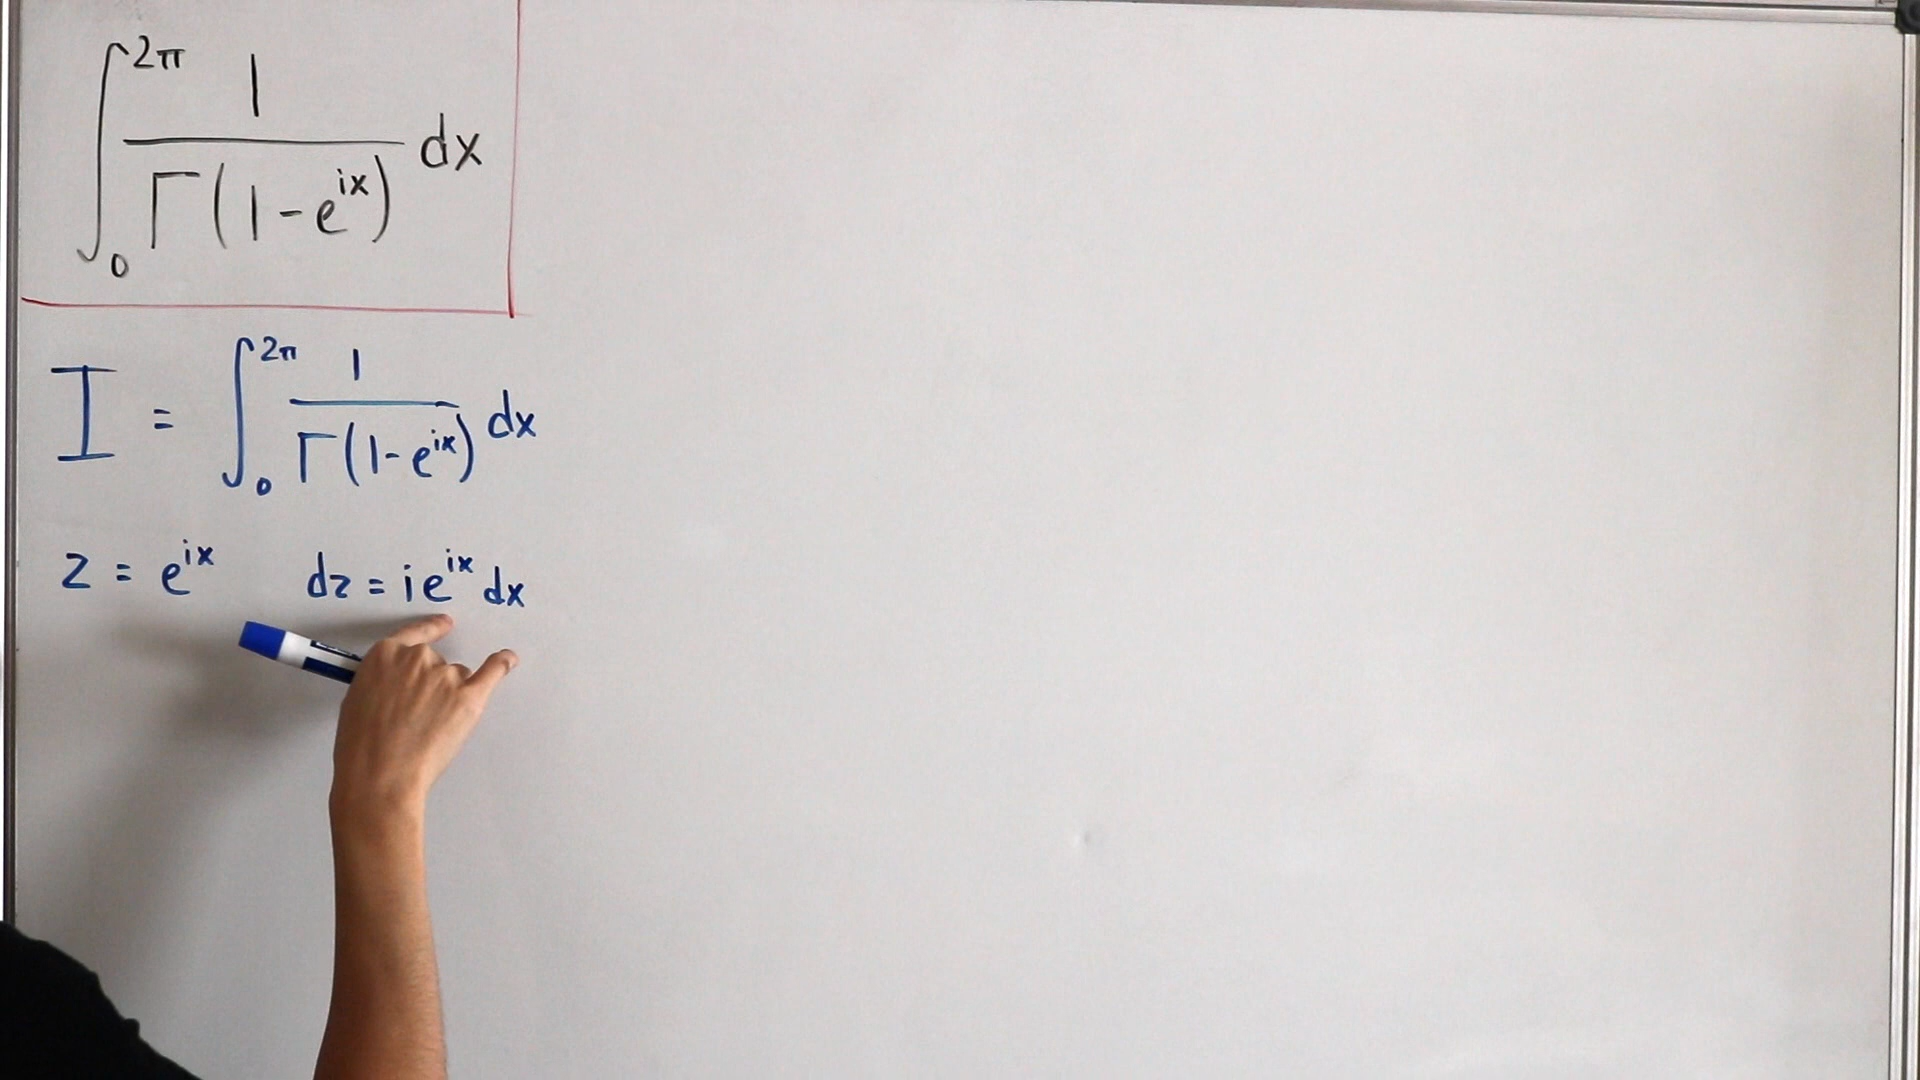 ∫₀^{2π} 1/Γ(1-e^{ix}) dx
I = ∫₀^{2π} 1/Γ(1-e^{ix}) dx
z = e^{ix} dz = ie^{ix} dx